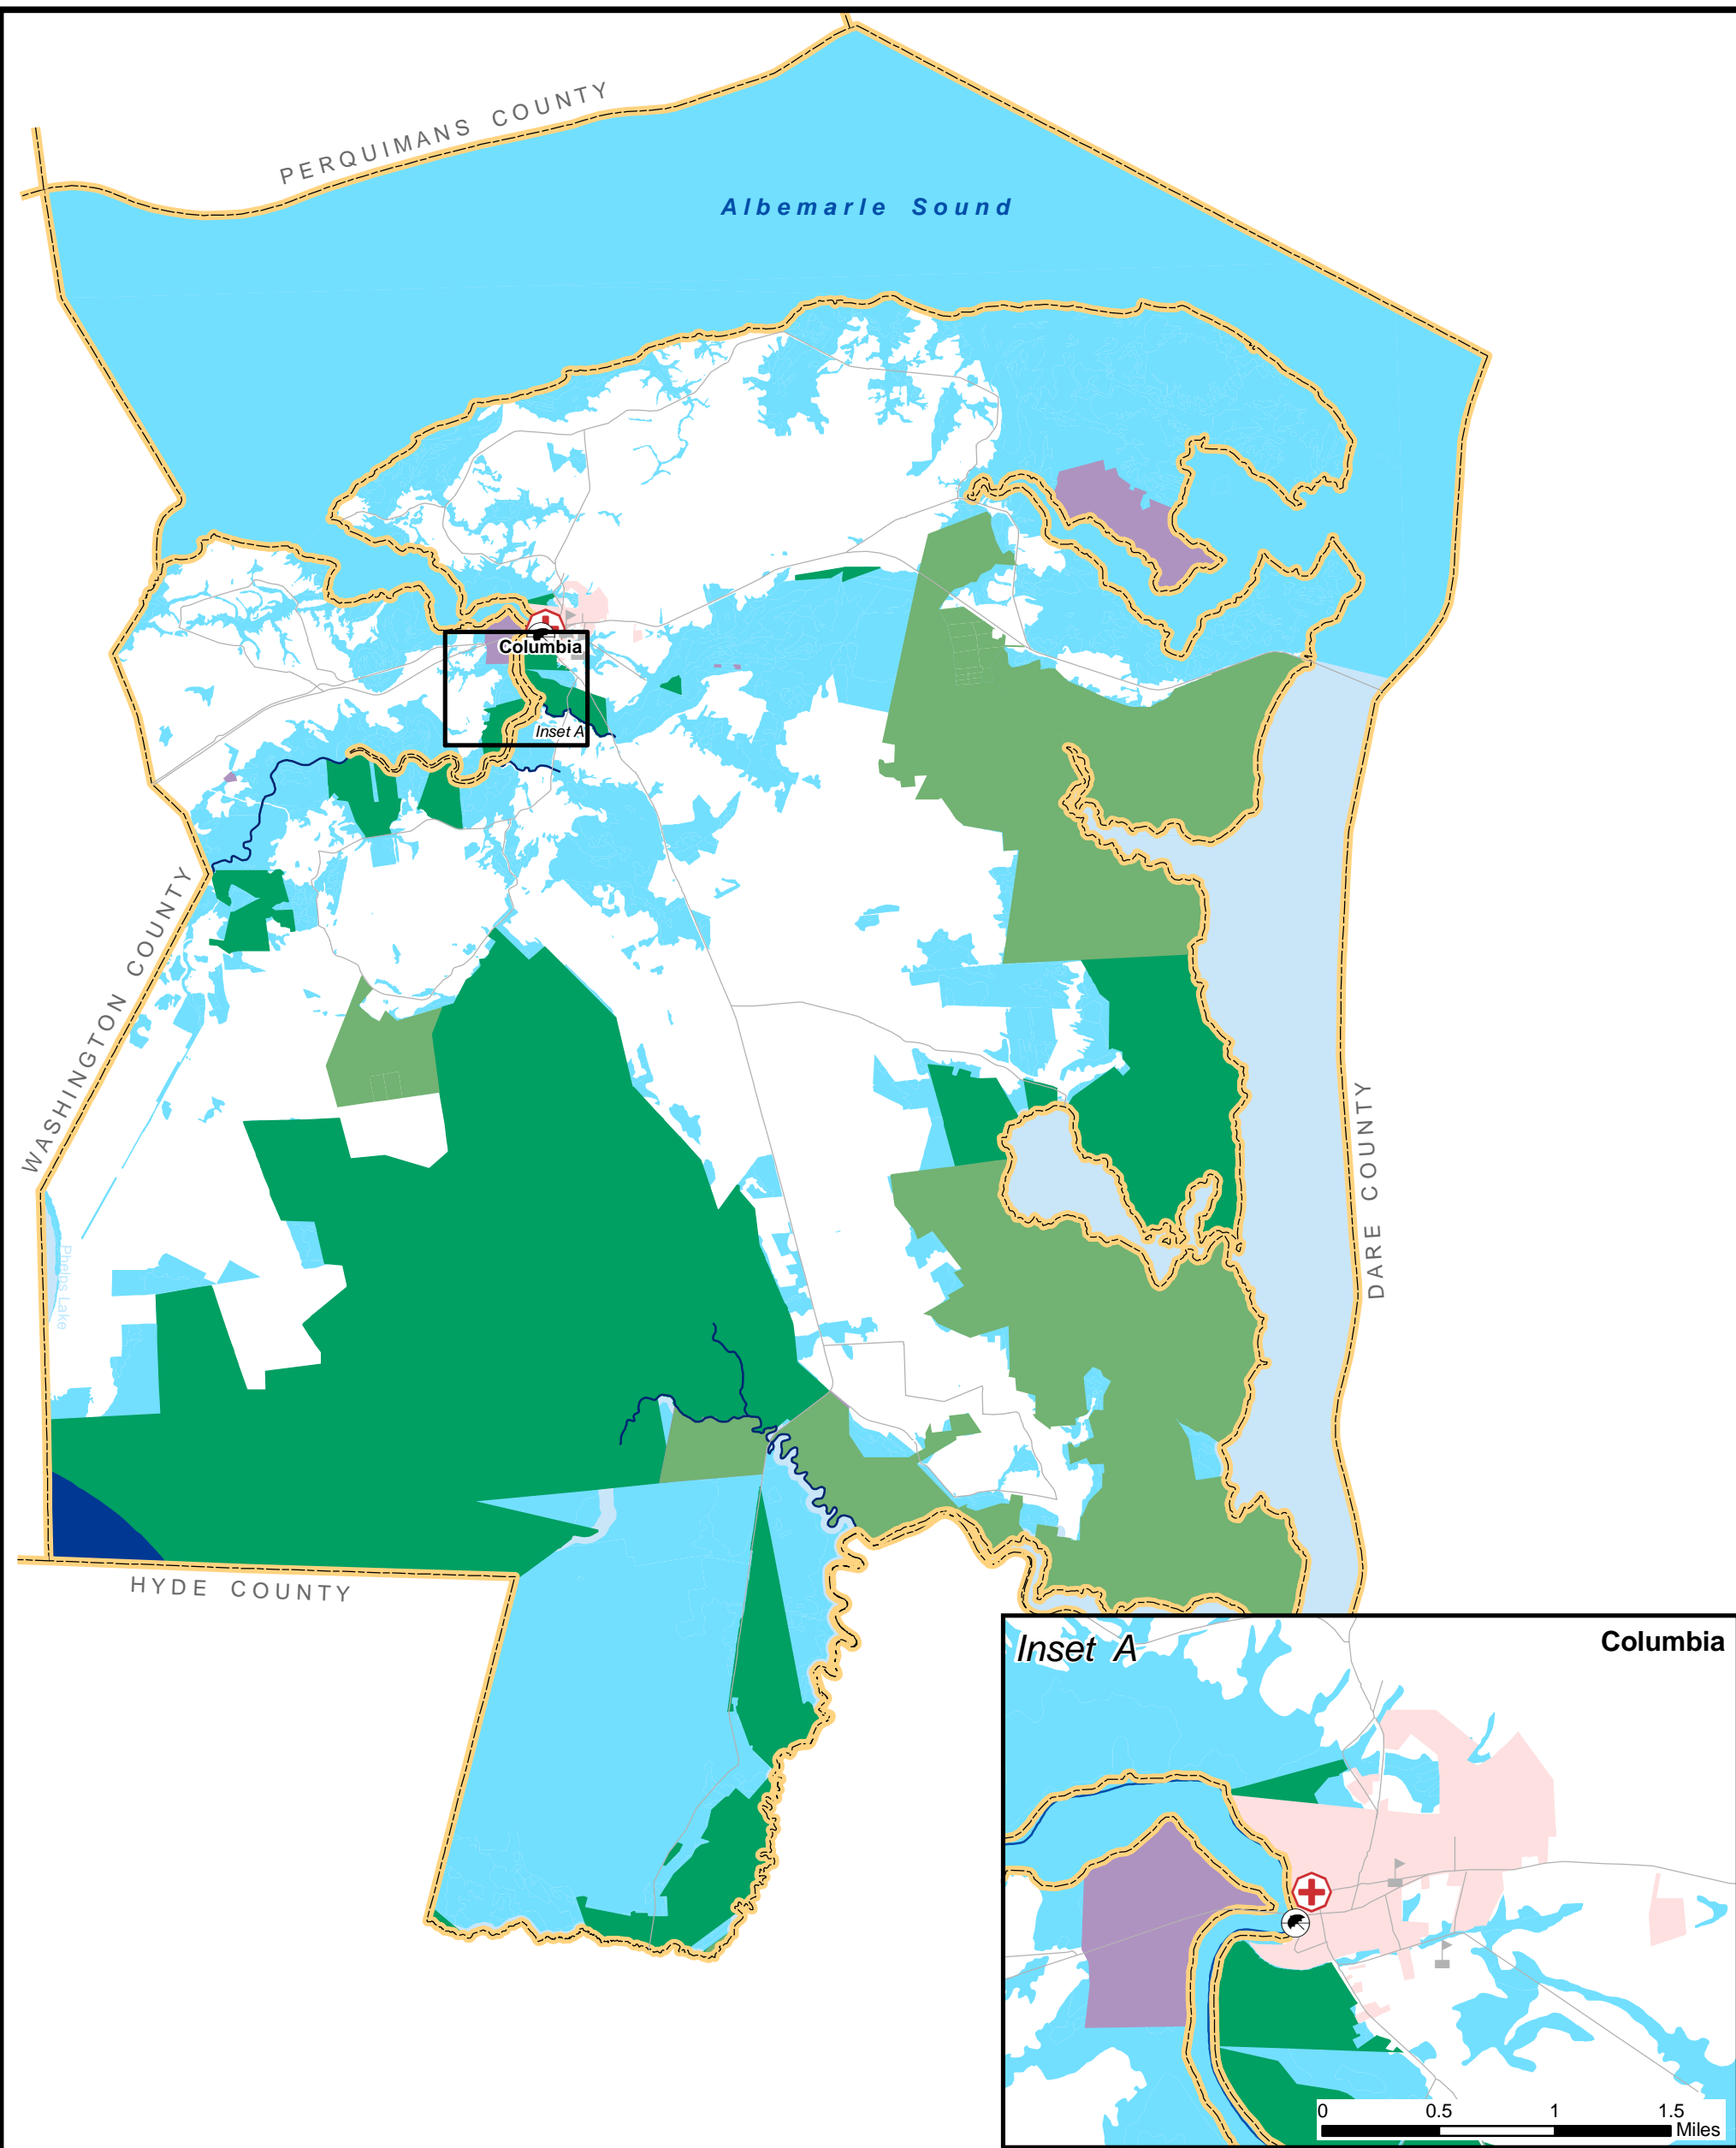 PERQUIMANS COUNTY
Albemarle Sound
Columbia
Inset A
WASHINGTON COUNTY
DARE COUNTY
Phelps Lake
HYDE COUNTY
Inset A
Columbia
0 0.5 1 1.5
Miles